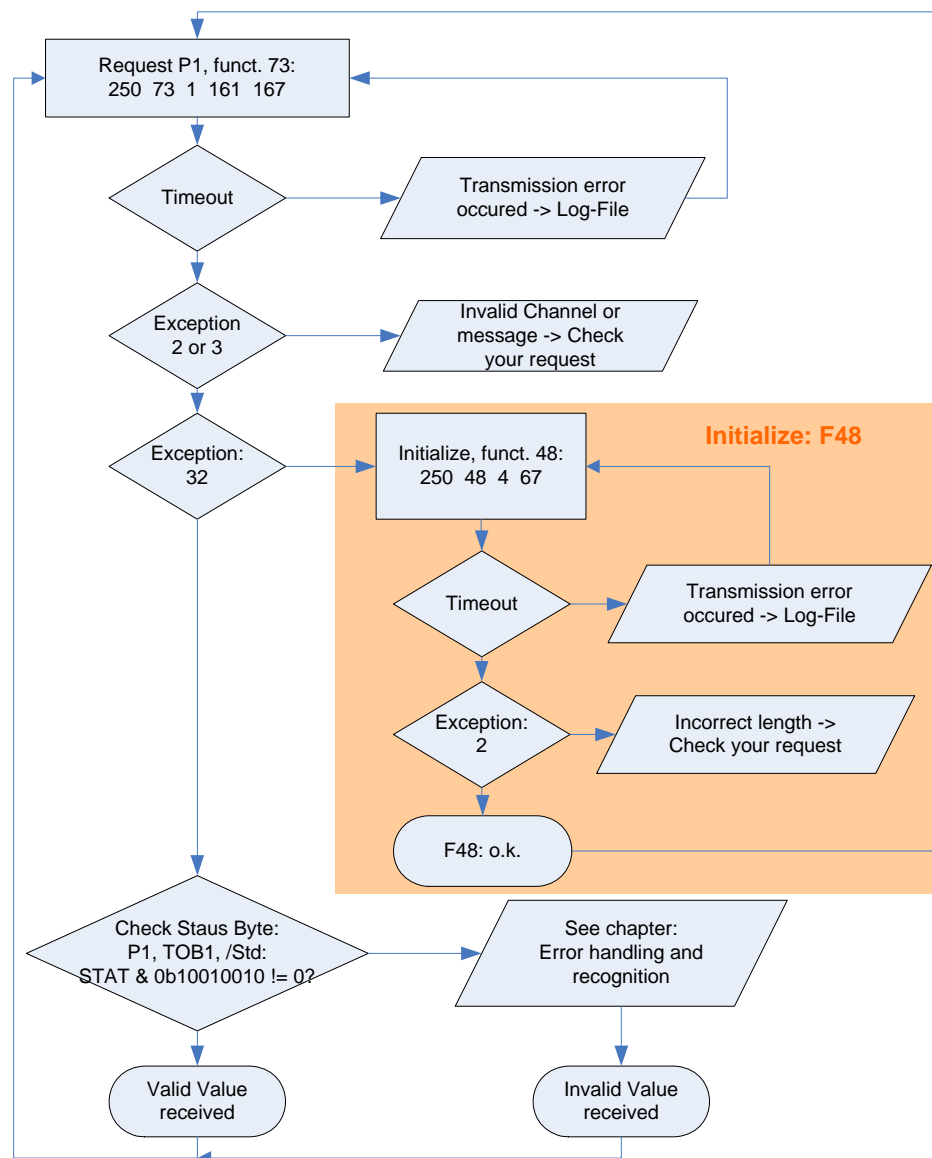 Request P1, funct. 73:
250 73 1 161 167
Timeout
Transmission error
occured -> Log-File
Exception
2 or 3
Invalid Channel or
message -> Check
your request
Exception:
32
Initialize: F48
Initialize, funct. 48:
250 48 4 67
Timeout
Transmission error
occured -> Log-File
Exception:
2
Incorrect length ->
Check your request
F48: o.k.
Check Staus Byte:
P1, TOB1, /Std:
STAT & 0b10010010 != 0?
See chapter:
Error handling and
recognition
Valid Value
received
Invalid Value
received